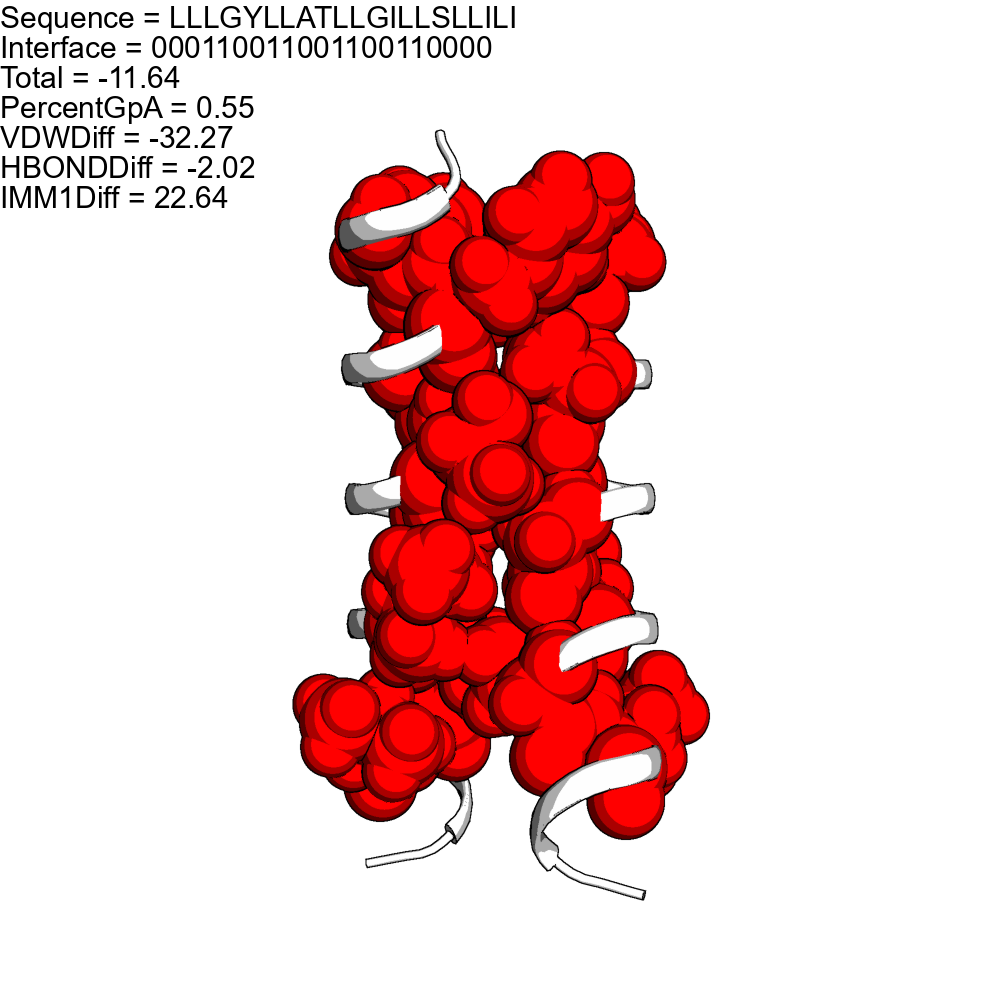 Sequence = LLLGYLLATLLGILLSLLILI
Interface = 000110011001100110000
Total = -11.64
PercentGpA = 0.55
VDWDiff = -32.27
HBONDDiff = -2.02
IMM1Diff = 22.64